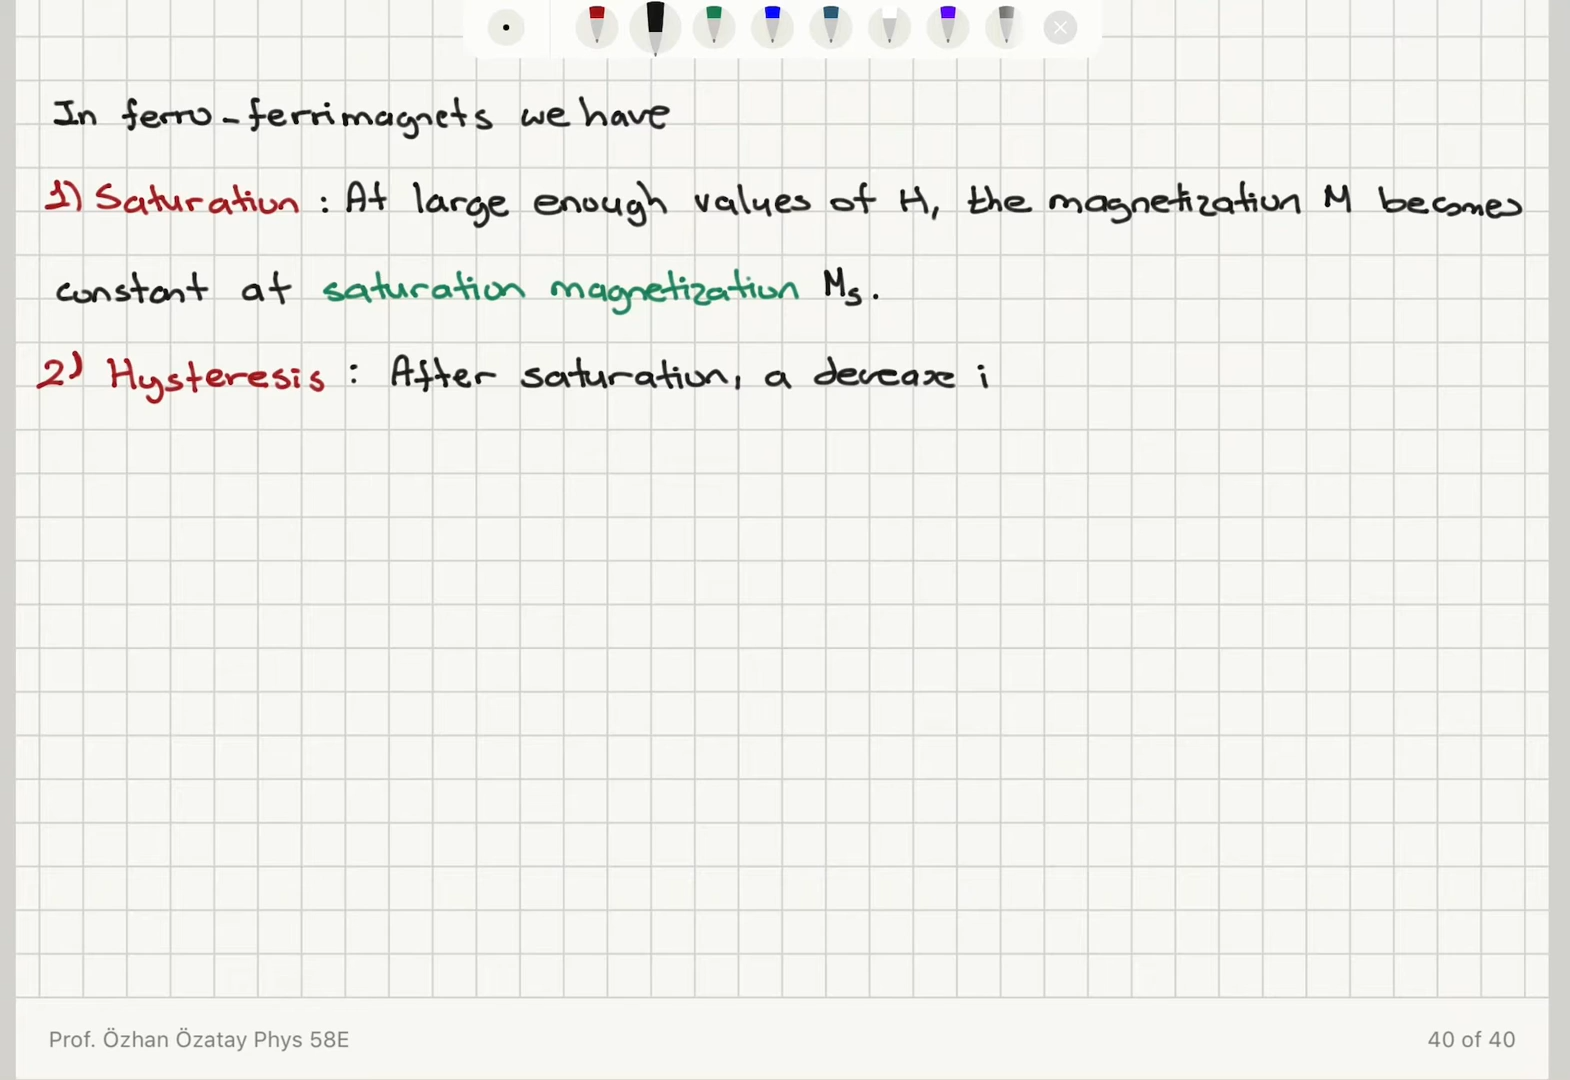 In ferro-ferrimagnets we have
1) Saturation : At large enough values of H, the magnetization M becomes
constant at saturation magnetization Ms.
2) Hysteresis : After saturation, a decrease i
Prof. Özhan Özatay Phys 58E
40 of 40